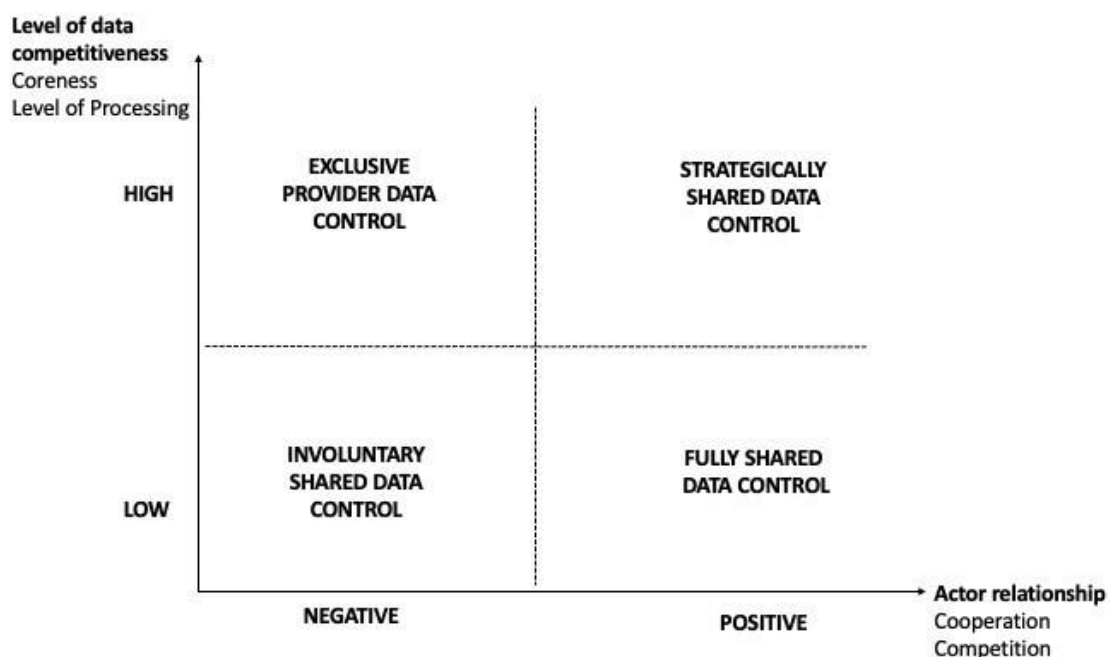 Level of data
competitiveness
Coreness
Level of Processing
HIGH
EXCLUSIVE
PROVIDER DATA
CONTROL
STRATEGICALLY
SHARED DATA
CONTROL
LOW
INVOLUNTARY
SHARED DATA
CONTROL
FULLY SHARED
DATA CONTROL
NEGATIVE
POSITIVE
Actor relationship
Cooperation
Competition